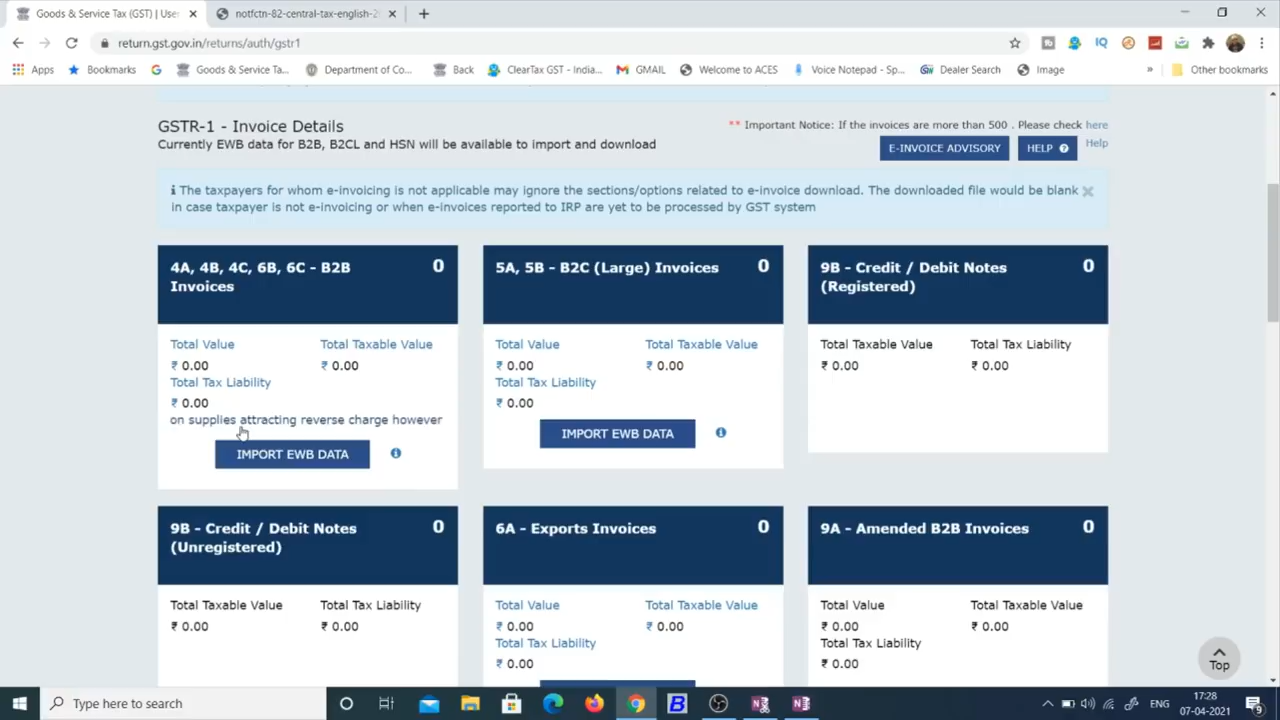 Goods & Service Tax (GST) | Use
notfctn-82-central-tax-english-2
return.gst.gov.in/returns/auth/gstr1
Apps
Bookmarks
Goods & Service Ta...
Department of Co...
Back
ClearTax GST - India...
GMAIL
Welcome to ACES
Voice Notepad - Sp...
Dealer Search
Image
»
Other bookmarks
GSTR-1 - Invoice Details
** Important Notice: If the invoices are more than 500 . Please check here
Currently EWB data for B2B, B2CL and HSN will be available to import and download
E-INVOICE ADVISORY
HELP
Help
The taxpayers for whom e-invoicing is not applicable may ignore the sections/options related to e-invoice download. The downloaded file would be blank
in case taxpayer is not e-invoicing or when e-invoices reported to IRP are yet to be processed by GST system
4A, 4B, 4C, 6B, 6C - B2B 0
Invoices
Total Value Total Taxable Value
₹ 0.00 ₹ 0.00
Total Tax Liability
₹ 0.00
on supplies attracting reverse charge however
IMPORT EWB DATA
5A, 5B - B2C (Large) Invoices 0
Total Value Total Taxable Value
₹ 0.00 ₹ 0.00
Total Tax Liability
₹ 0.00
IMPORT EWB DATA
9B - Credit / Debit Notes 0
(Registered)
Total Taxable Value Total Tax Liability
₹ 0.00 ₹ 0.00
9B - Credit / Debit Notes 0
(Unregistered)
Total Taxable Value Total Tax Liability
₹ 0.00 ₹ 0.00
6A - Exports Invoices 0
Total Value Total Taxable Value
₹ 0.00 ₹ 0.00
Total Tax Liability
₹ 0.00
9A - Amended B2B Invoices 0
Total Value Total Taxable Value
₹ 0.00 ₹ 0.00
Total Tax Liability
₹ 0.00
Top
Type here to search
ENG
17:28
07-04-2021